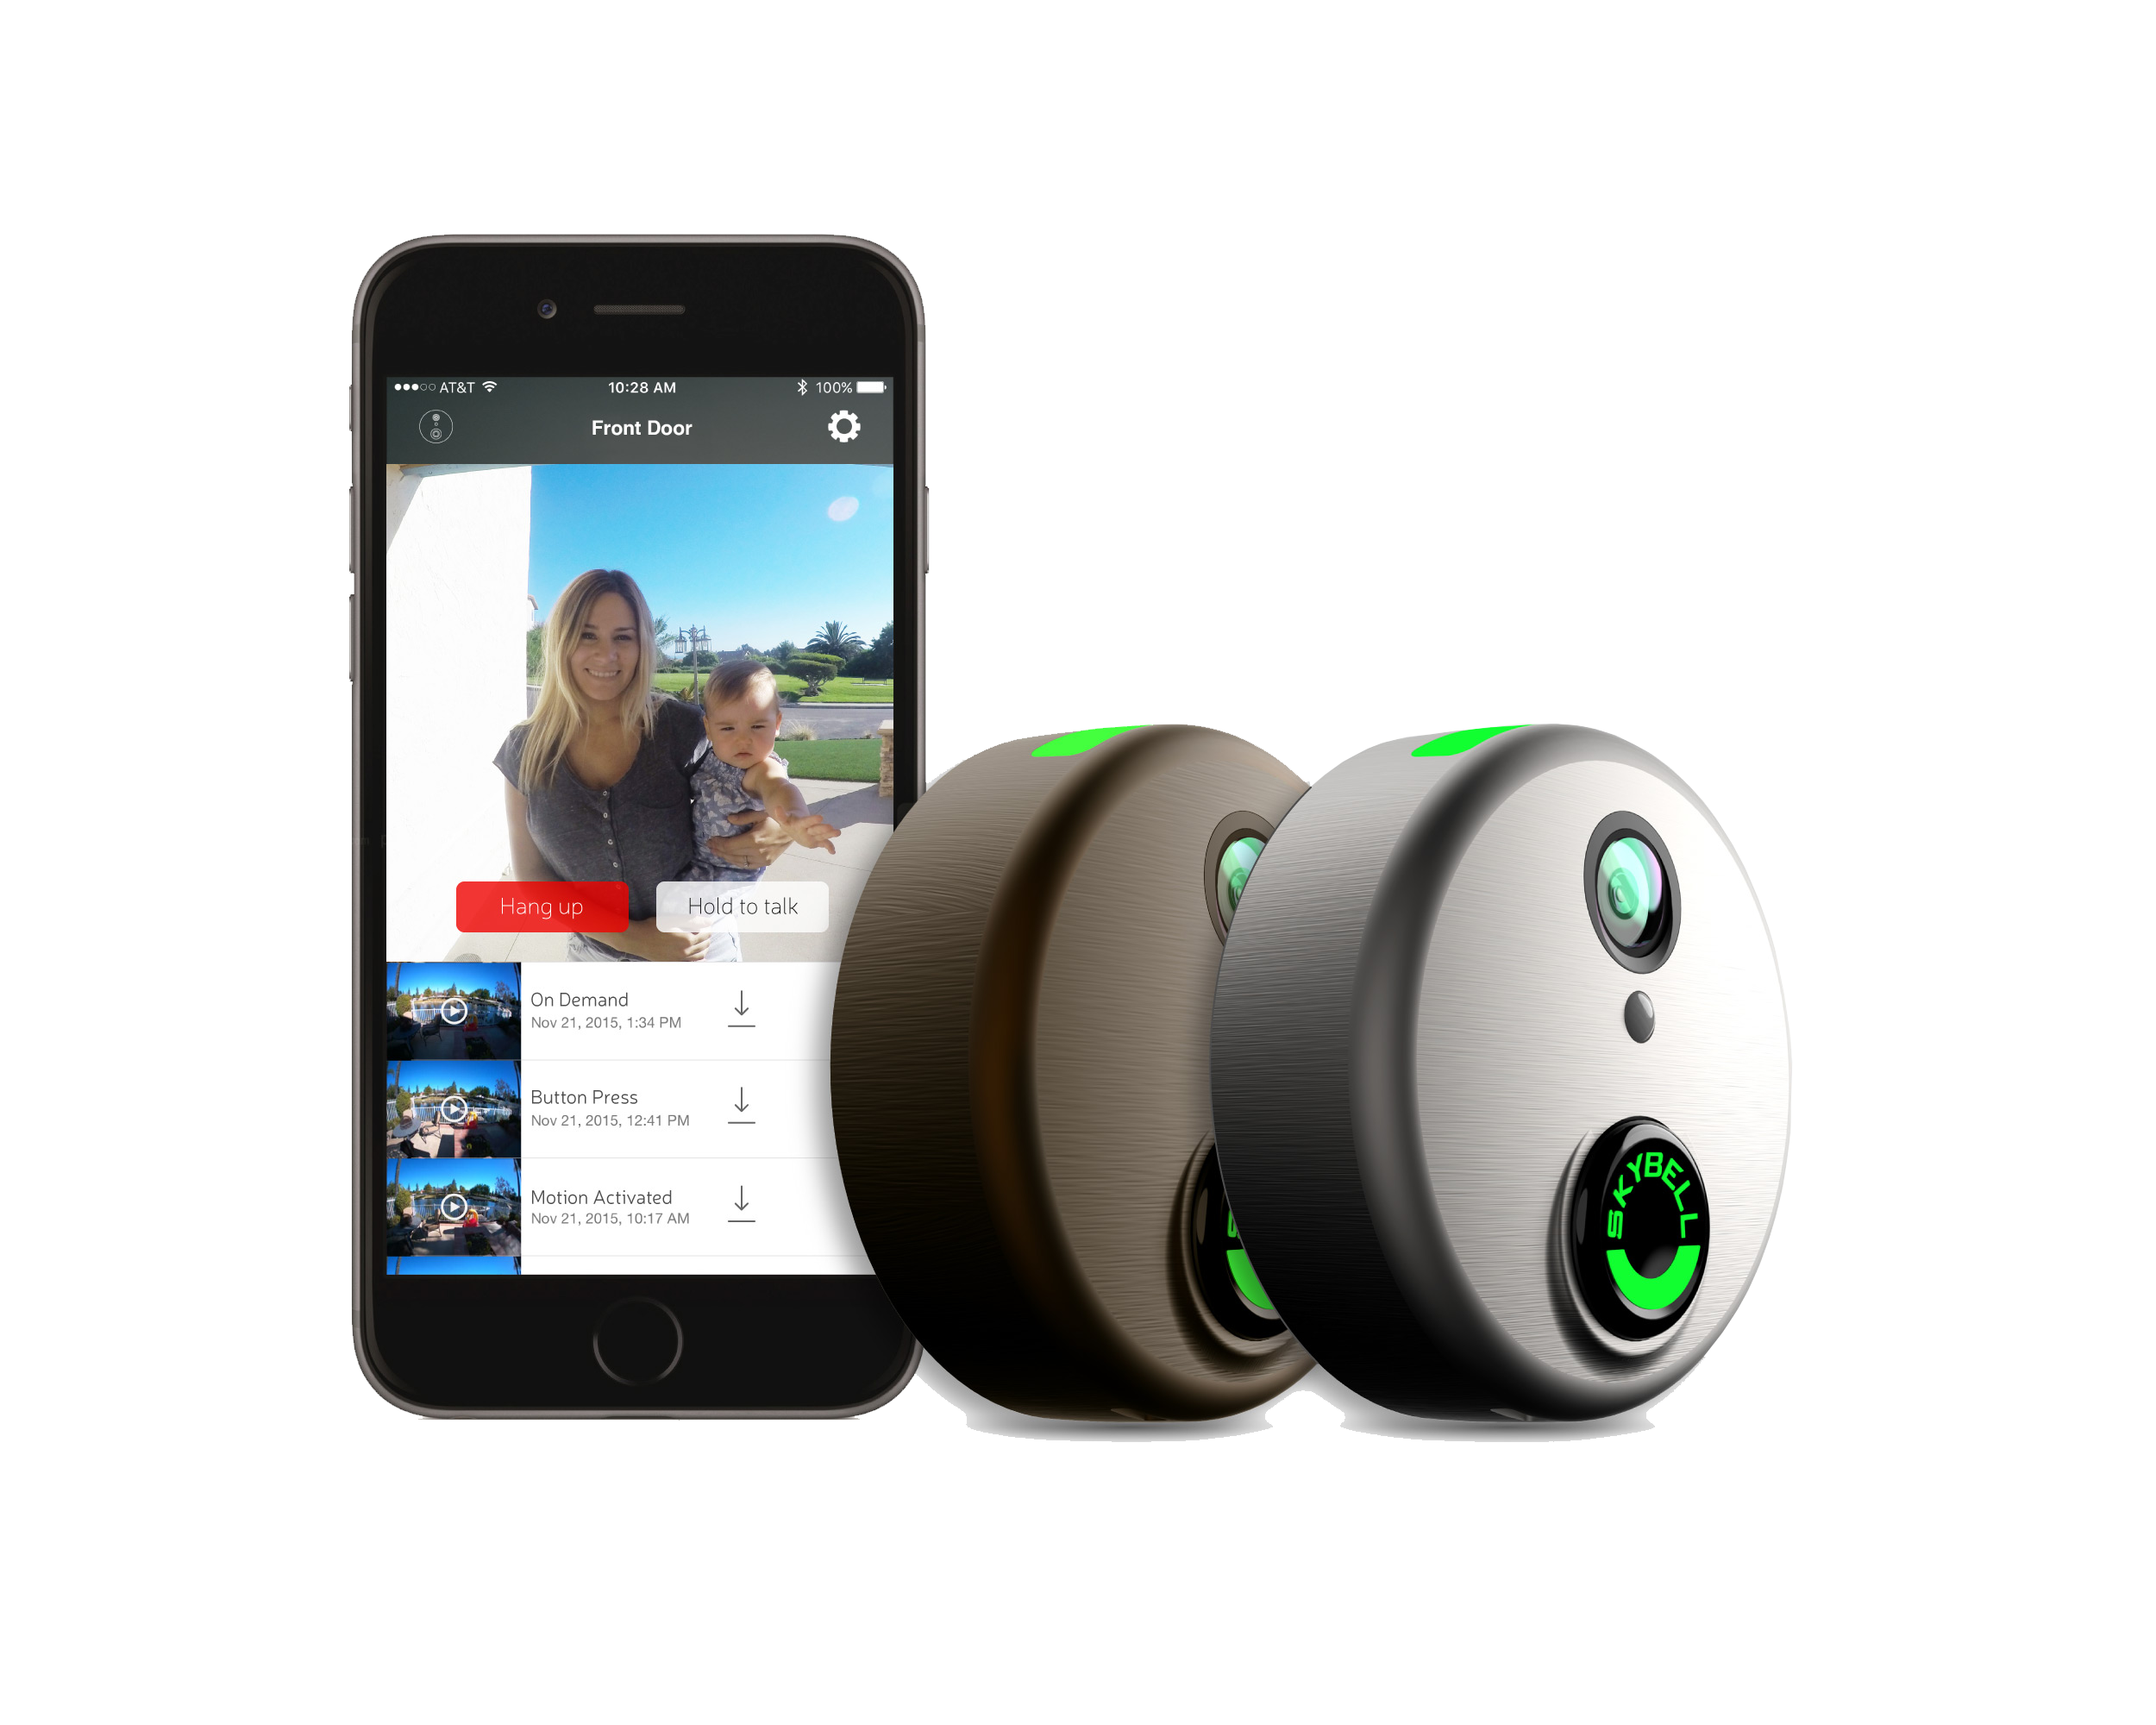 AT&T 10:28 AM 100%
Front Door
Hang up Hold to talk
On Demand
Nov 21, 2015, 1:34 PM
Button Press
Nov 21, 2015, 12:41 PM
Motion Activated
Nov 21, 2015, 10:17 AM
SKYBELL